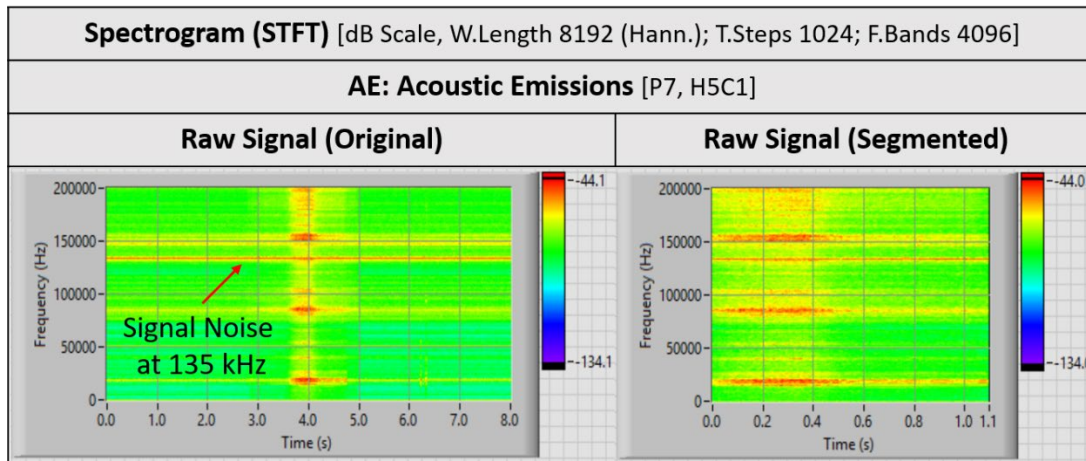 Spectrogram (STFT) [dB Scale, W.Length 8192 (Hann.); T.Steps 1024; F.Bands 4096]
AE: Acoustic Emissions [P7, H5C1]
Raw Signal (Original)
Raw Signal (Segmented)
Frequency (Hz)
200000
150000
100000
50000
0
Signal Noise
at 135 kHz
0.0 1.0 2.0 3.0 4.0 5.0 6.0 7.0 8.0
Time (s)
-44.1
-134.1
Frequency (Hz)
200000
150000
100000
50000
0
0.0 0.2 0.4 0.6 0.8 1.0 1.1
Time (s)
-44.0